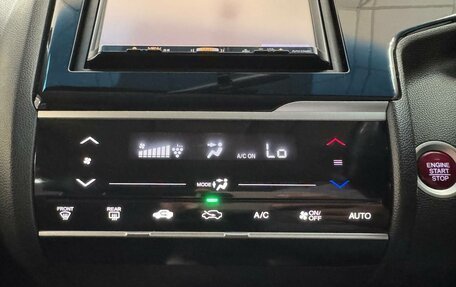 A/C ON Lo
MODE
FRONT
REAR
A/C
ON/
OFF
AUTO
ENGINE
START
STOP